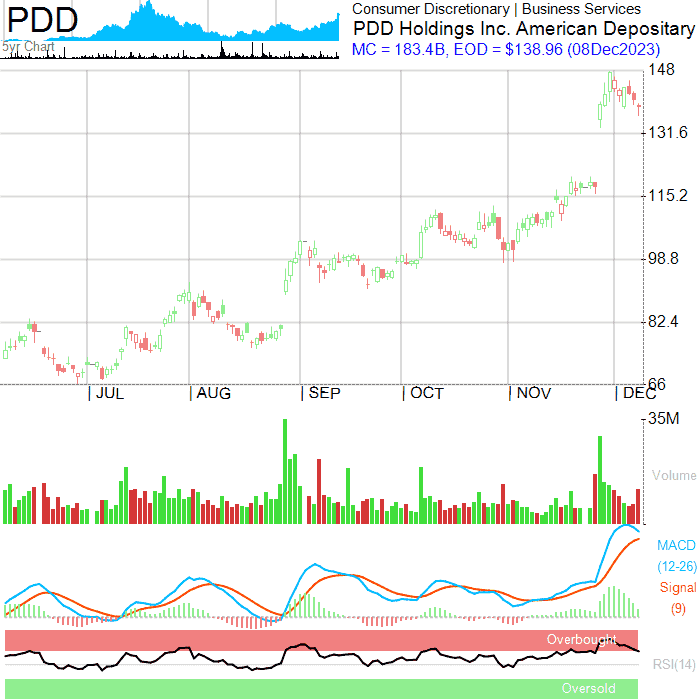 PDD
5yr Chart
Consumer Discretionary | Business Services
PDD Holdings Inc. American Depositary
MC = 183.4B, EOD = $138.96 (08Dec2023)
148
131.6
115.2
98.8
82.4
66
| JUL | AUG | SEP | OCT | NOV | DEC
35M
Volume
MACD
(12-26)
Signal
(9)
Overbought
RSI(14)
Oversold